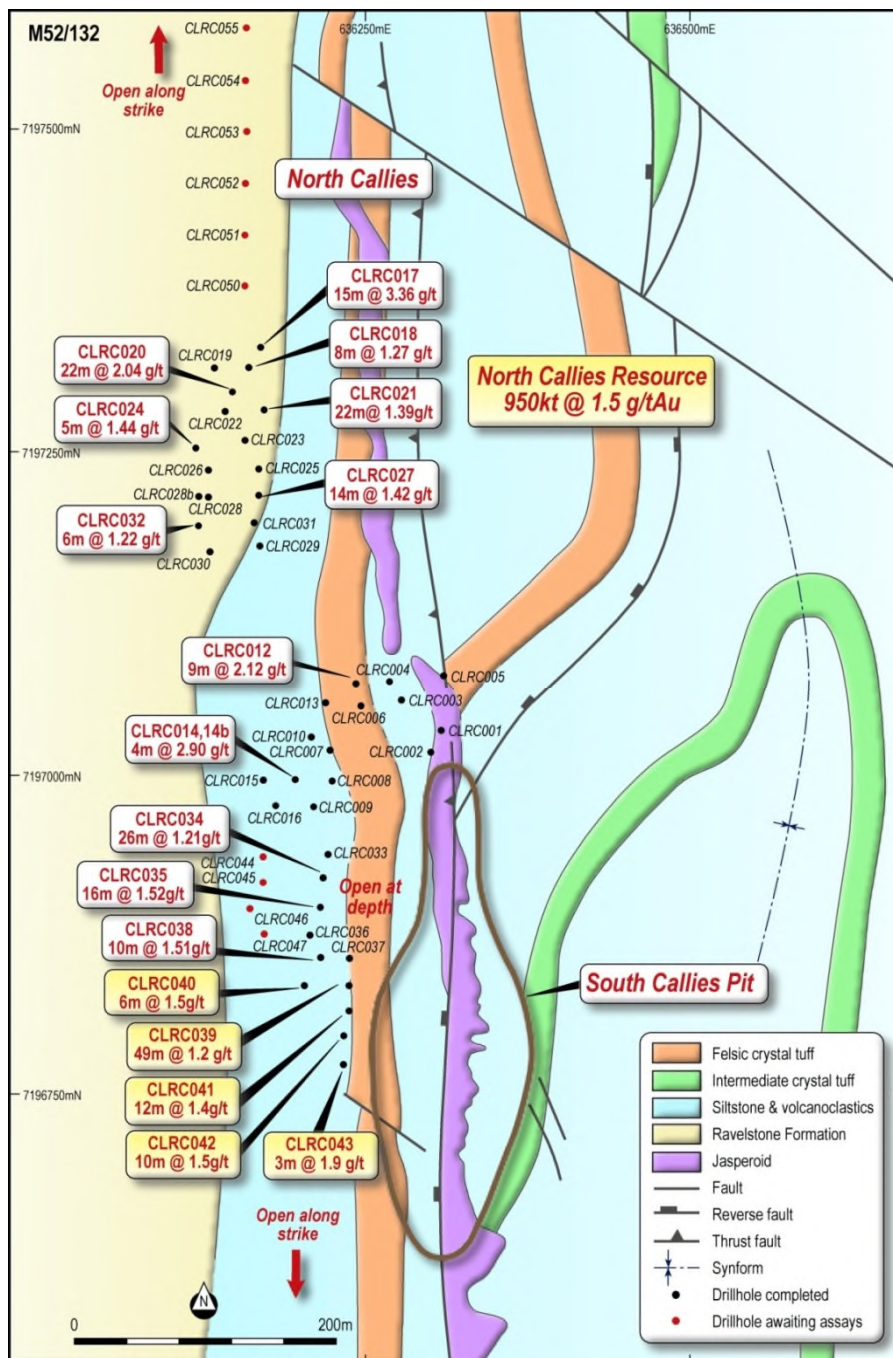 M52/132
636250mE
636500mE
CLRC055
Open along
strike
CLRC054
7197500mN
CLRC053
North Callies
CLRC052
CLRC051
CLRC050
CLRC017
15m @ 3.36 g/t
CLRC018
8m @ 1.27 g/t
CLRC020
22m @ 2.04 g/t
CLRC019
North Callies Resource
950kt @ 1.5 g/tAu
CLRC021
22m@ 1.39g/t
CLRC024
5m @ 1.44 g/t
CLRC022
CLRC023
7197250mN
CLRC026
CLRC025
CLRC027
14m @ 1.42 g/t
CLRC028b
CLRC028
CLRC032
6m @ 1.22 g/t
CLRC031
CLRC029
CLRC030
CLRC012
9m @ 2.12 g/t
CLRC004
CLRC005
CLRC013
CLRC003
CLRC006
CLRC014,14b
4m @ 2.90 g/t
CLRC010
CLRC001
CLRC007
CLRC002
7197000mN
CLRC015
CLRC008
CLRC016
CLRC009
CLRC034
26m @ 1.21g/t
CLRC033
CLRC044
CLRC045
CLRC035
16m @ 1.52g/t
Open at
depth
CLRC046
CLRC036
CLRC038
10m @ 1.51g/t
CLRC047
CLRC037
CLRC040
6m @ 1.5g/t
South Callies Pit
CLRC039
49m @ 1.2 g/t
CLRC041
12m @ 1.4g/t
7196750mN
CLRC042
10m @ 1.5g/t
CLRC043
3m @ 1.9 g/t
Open along
strike
N
0
200m
Felsic crystal tuff
Intermediate crystal tuff
Siltstone & volcanoclastics
Ravelstone Formation
Jasperoid
Fault
Reverse fault
Thrust fault
Synform
Drillhole completed
Drillhole awaiting assays